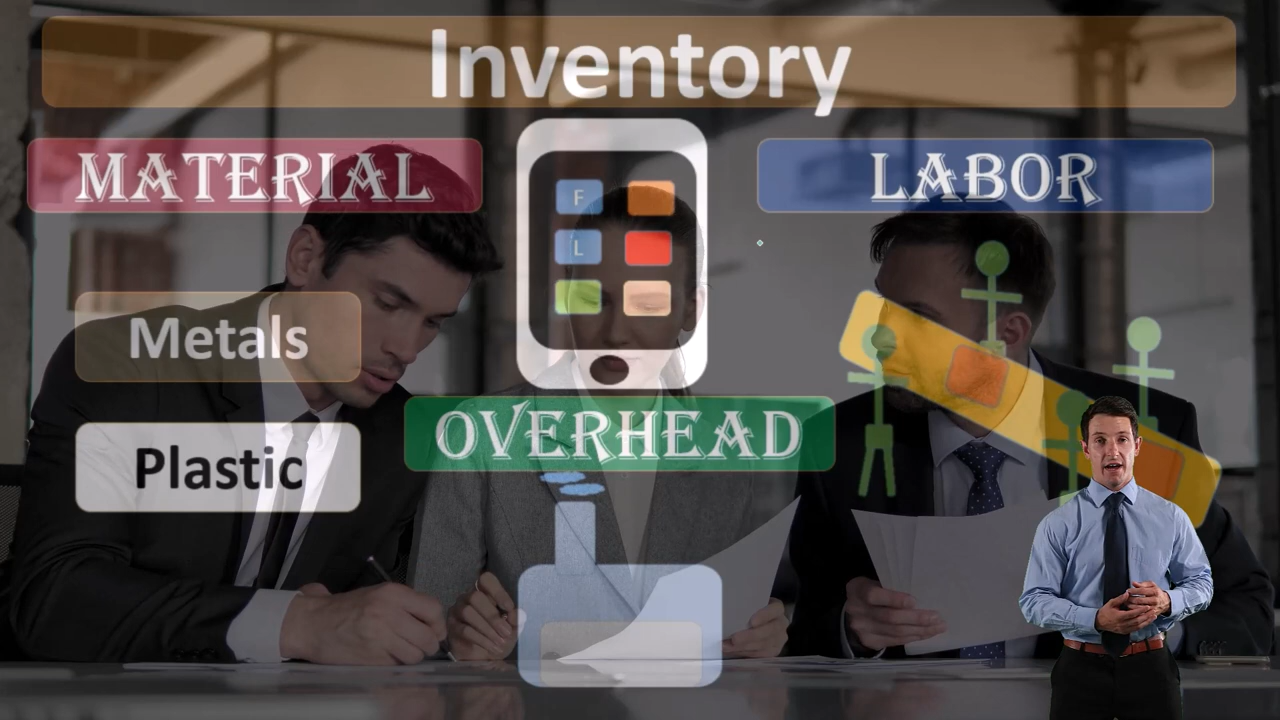 Inventory
MATERIAL
LABOR
F
L
Metals
OVERHEAD
Plastic